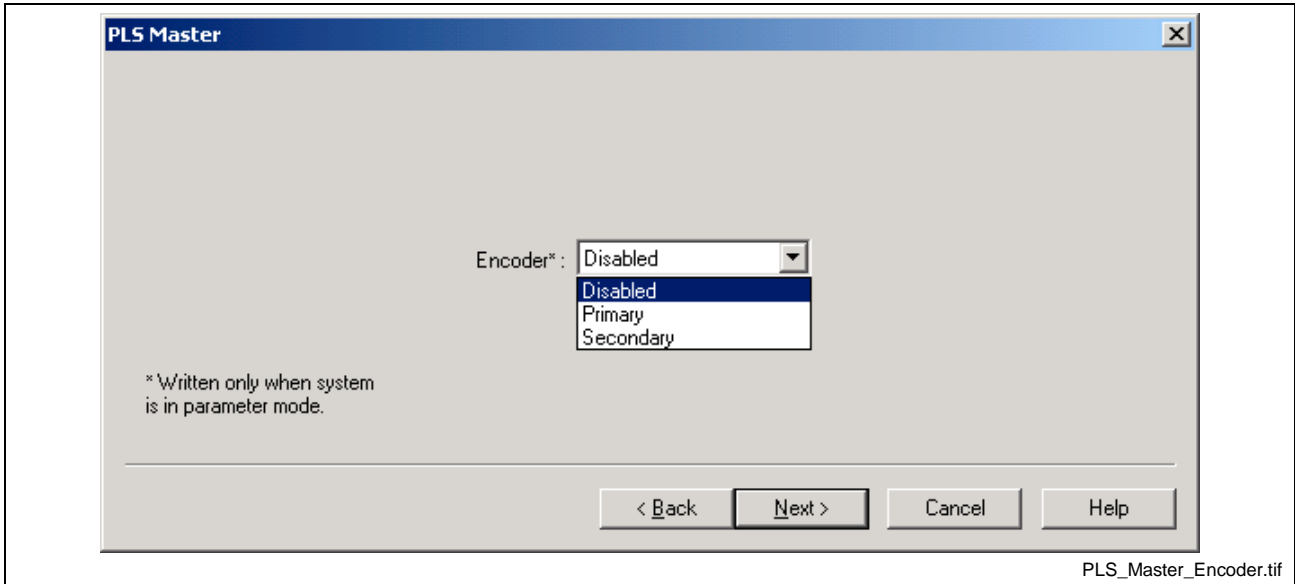 PLS Master
Encoder* : Disabled
Disabled
Primary
Secondary
* Written only when system
is in parameter mode.
< Back Next > Cancel Help
PLS_Master_Encoder.tif